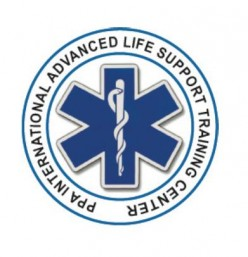 PPA INTERNATIONAL ADVANCED LIFE SUPPORT TRAINING CENTER